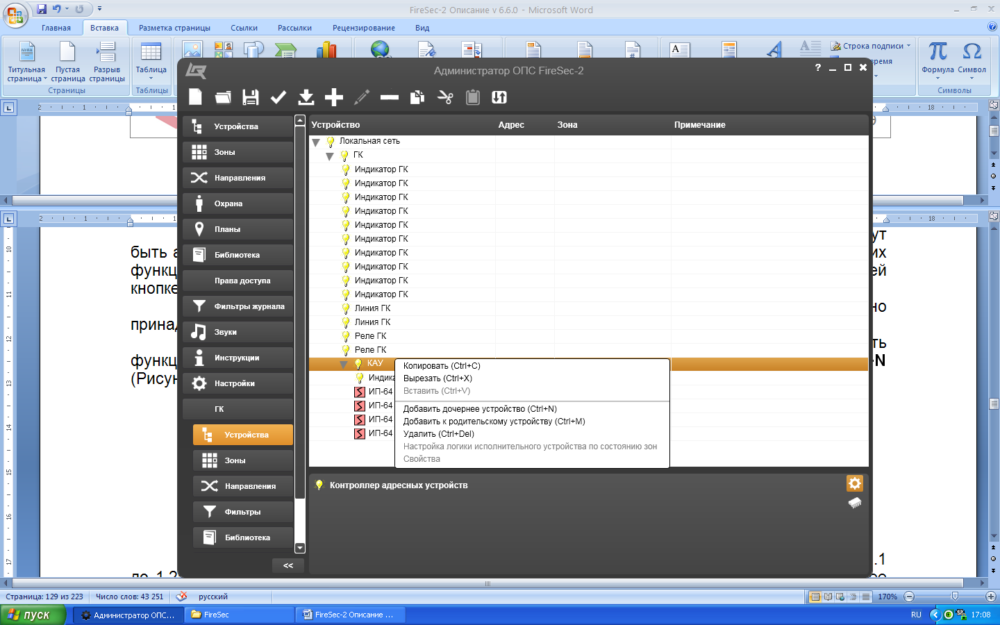 FireSec-2 Описание v 6.6.0 - Microsoft Word
Главная
Вставка
Разметка страницы
Ссылки
Рассылки
Рецензирование
Вид
Титульная страница
Пустая страница
Разрыв страницы
Страницы
Таблица
Таблицы
Строка подписи
время
Формула
Символ
Символы
Администратор ОПС FireSec-2
Устройства
Зоны
Направления
Охрана
Планы
Библиотека
Права доступа
Фильтры журнала
Звуки
Инструкции
Настройки
ГК
Устройства
Зоны
Направления
Фильтры
Библиотека
<<
Устройство Адрес Зона Примечание
Локальная сеть
ГК
Индикатор ГК
Индикатор ГК
Индикатор ГК
Индикатор ГК
Индикатор ГК
Индикатор ГК
Индикатор ГК
Индикатор ГК
Индикатор ГК
Индикатор ГК
Линия ГК
Линия ГК
Реле ГК
Реле ГК
КАУ
Индика
ИП-64
ИП-64
ИП-64
ИП-64
Копировать (Ctrl+C)
Вырезать (Ctrl+X)
Вставить (Ctrl+V)
Добавить дочернее устройство (Ctrl+N)
Добавить к родительскому устройству (Ctrl+M)
Удалить (Ctrl+Del)
Настройка логики исполнительного устройства по состоянию зон
Свойства
Контроллер адресных устройств
ут
быть
их
функц
ей
кнопке
но
принад
ть
функц
-N
(Рисун
.1
Страница: 129 из 223
Число слов: 43 251
русский
170%
пуск
Администратор ОПС...
FireSec
FireSec-2 Описание ...
RU
17:08